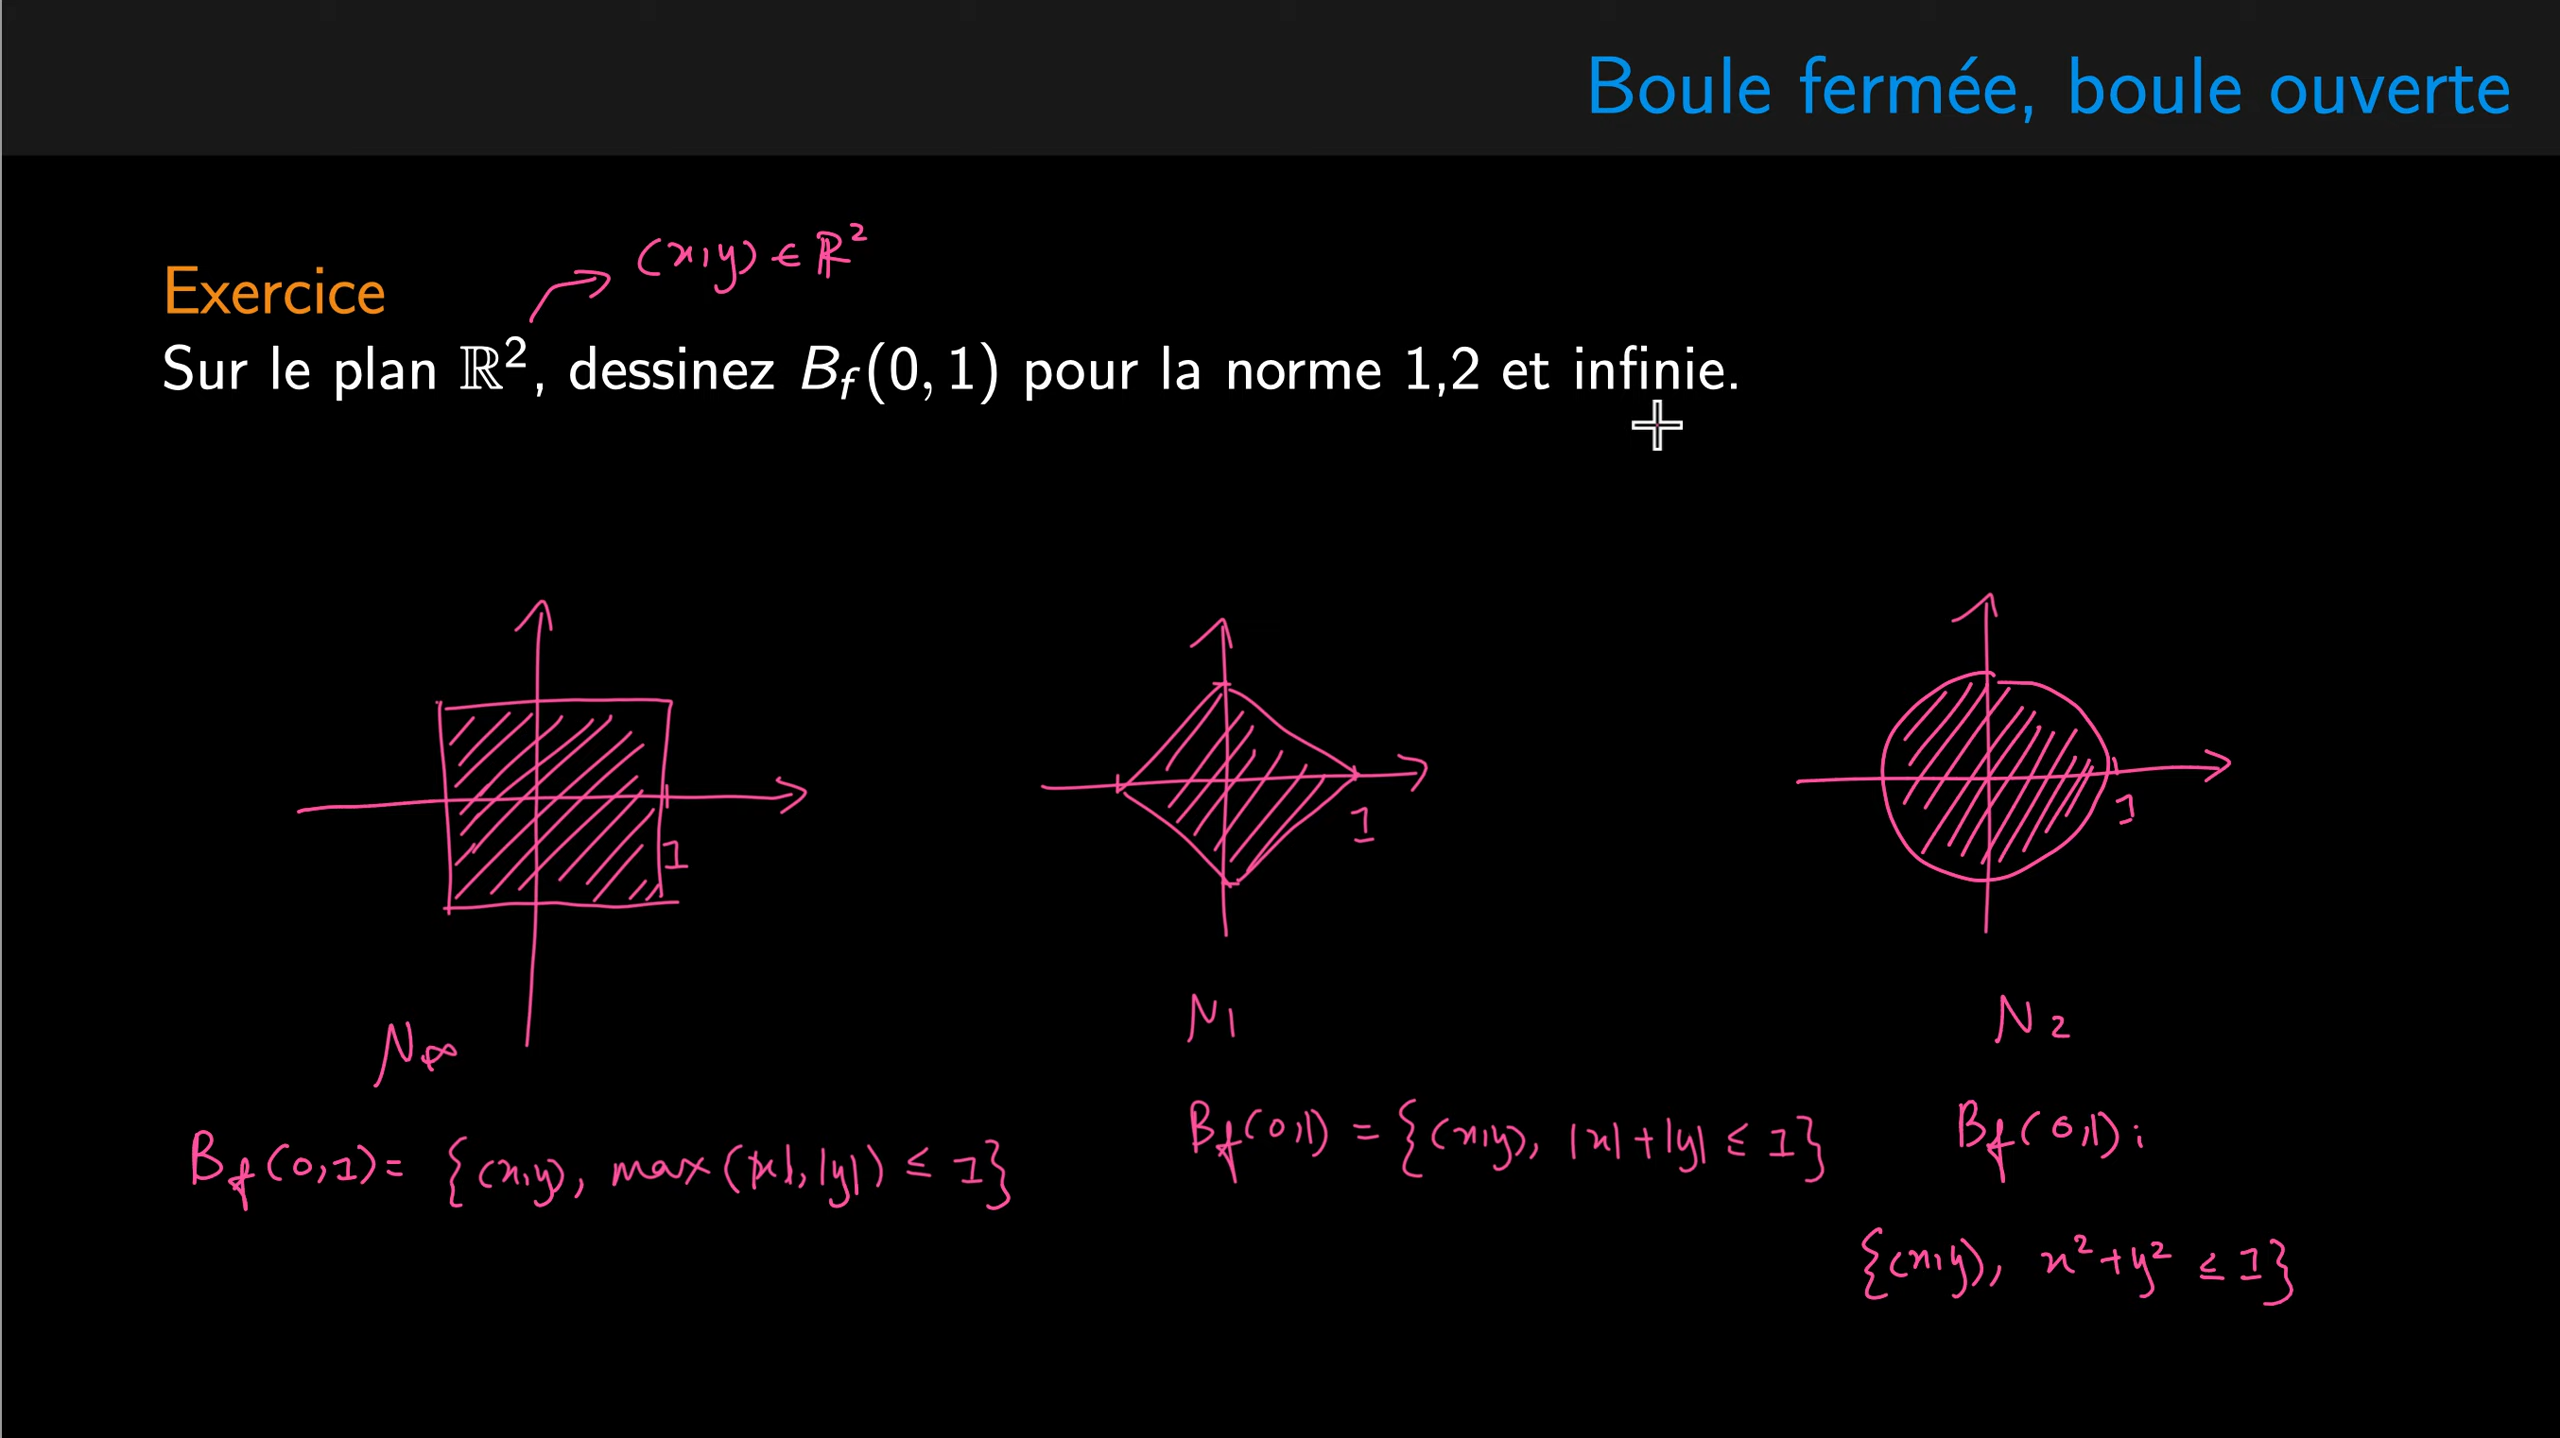 Boule fermée, boule ouverte
(x,y) ∈ ℝ²
Exercice
Sur le plan ℝ², dessinez B_f(0, 1) pour la norme 1,2 et infinie.
1
1
1
N∞
N₁
N₂
B_f(0,1) = {(x,y), max(|x|,|y|) ≤ 1}
B_f(0,1) = {(x,y), |x|+|y| ≤ 1}
B_f(0,1) :
{(x,y), x²+y² ≤ 1}